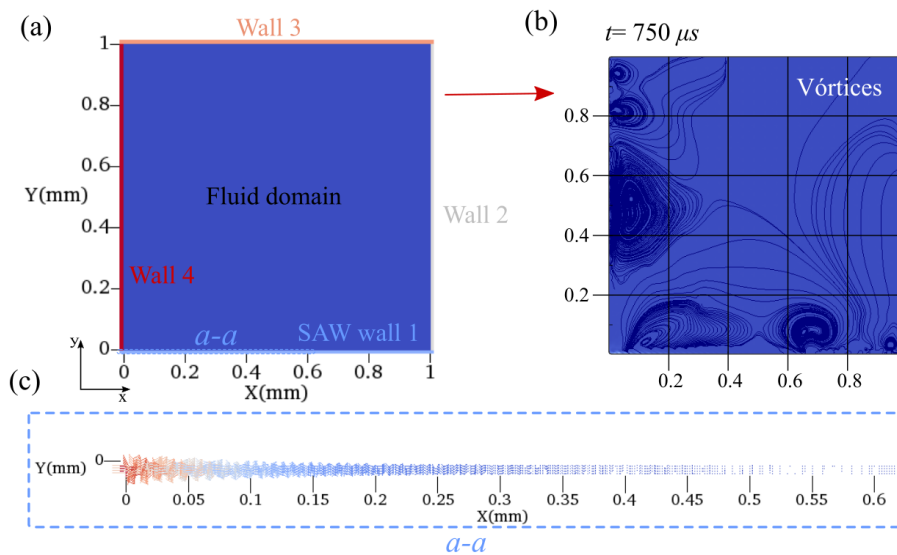 (a)
Wall 3
1
0.8
0.6
Y(mm)
0.4
0.2
0
Fluid domain
Wall 2
Wall 4
a-a
SAW wall 1
y
x
0 0.2 0.4 0.6 0.8 1
X(mm)
(b)
t= 750 μs
Vórtices
0.8
0.6
0.4
0.2
0.2 0.4 0.6 0.8
(c)
0
Y(mm)
0 0.05 0.1 0.15 0.2 0.25 0.3 0.35 0.4 0.45 0.5 0.55 0.6
X(mm)
a-a